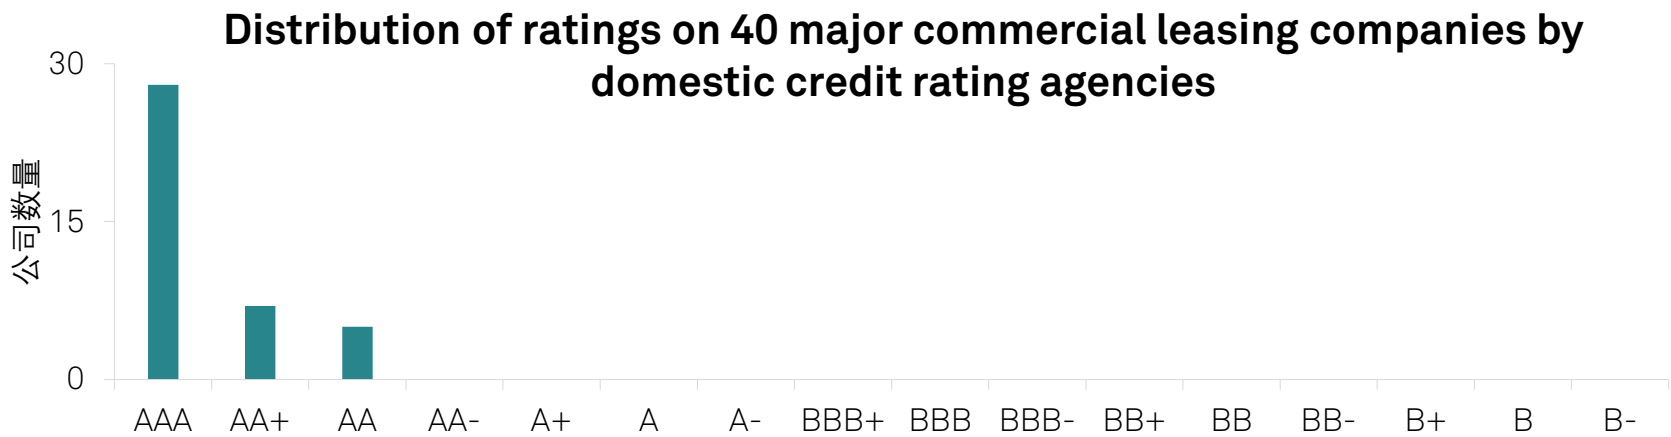 Distribution of ratings on 40 major commercial leasing companies by
domestic credit rating agencies
公司数量
30
15
0
AAA AA+ AA AA- A+ A A- BBB+ BBB BBB- BB+ BB BB- B+ B B-